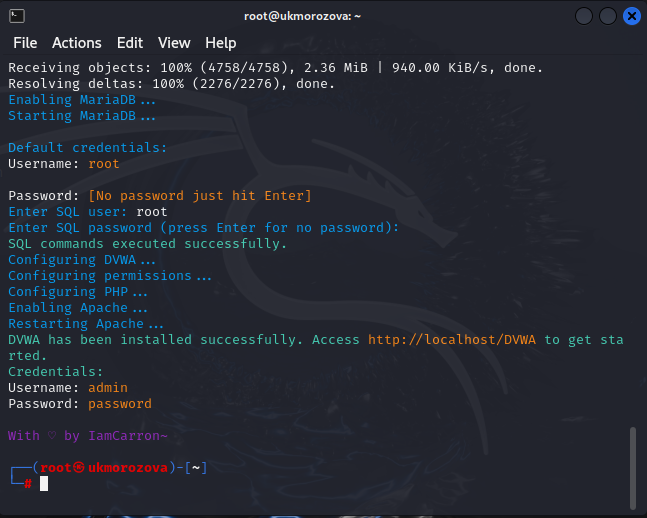 root@ukmorozova: ~
File Actions Edit View Help
Receiving objects: 100% (4758/4758), 2.36 MiB | 940.00 KiB/s, done.
Resolving deltas: 100% (2276/2276), done.
Enabling MariaDB...
Starting MariaDB...
Default credentials:
Username: root
Password: [No password just hit Enter]
Enter SQL user: root
Enter SQL password (press Enter for no password):
SQL commands executed successfully.
Configuring DVWA...
Configuring permissions...
Configuring PHP...
Enabling Apache...
Restarting Apache...
DVWA has been installed successfully. Access http://localhost/DVWA to get sta
rted.
Credentials:
Username: admin
Password: password
With ♡ by IamCarron~
┌──(root㉿ukmorozova)-[~]
└─#